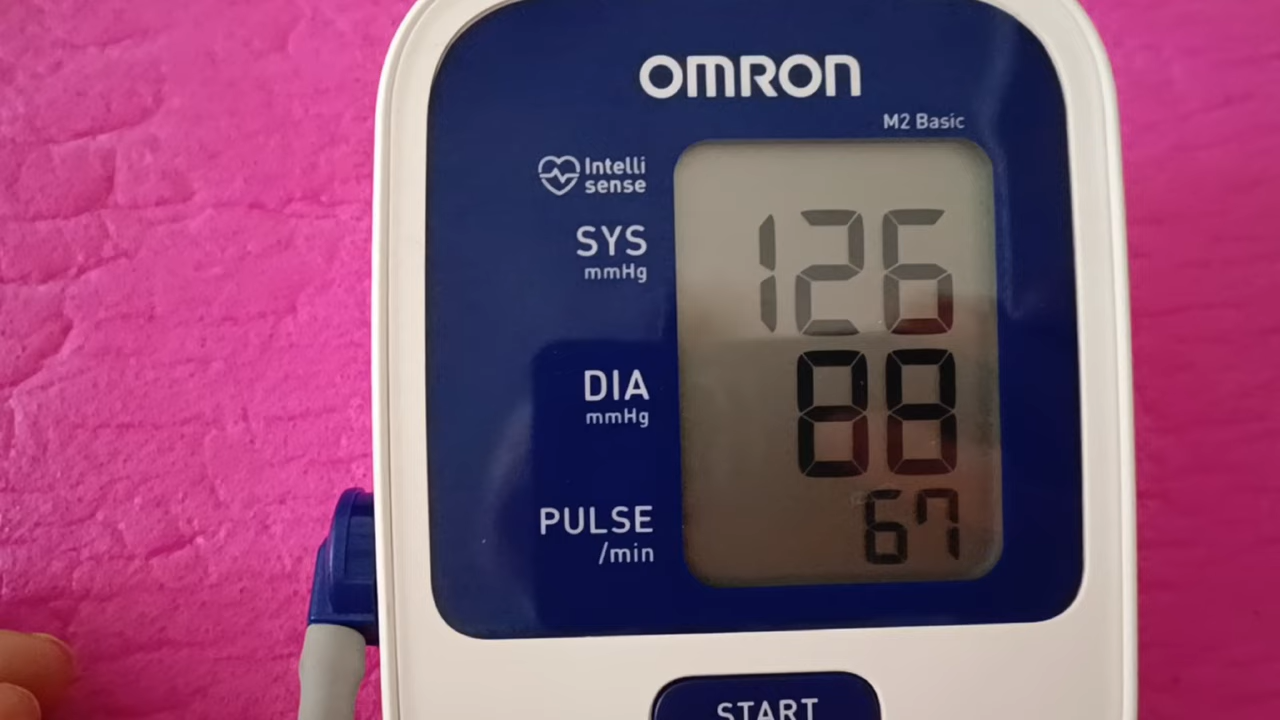 OMRON
M2 Basic
Intelli
sense
SYS
mmHg
126
DIA
mmHg
88
PULSE
/min
67
START